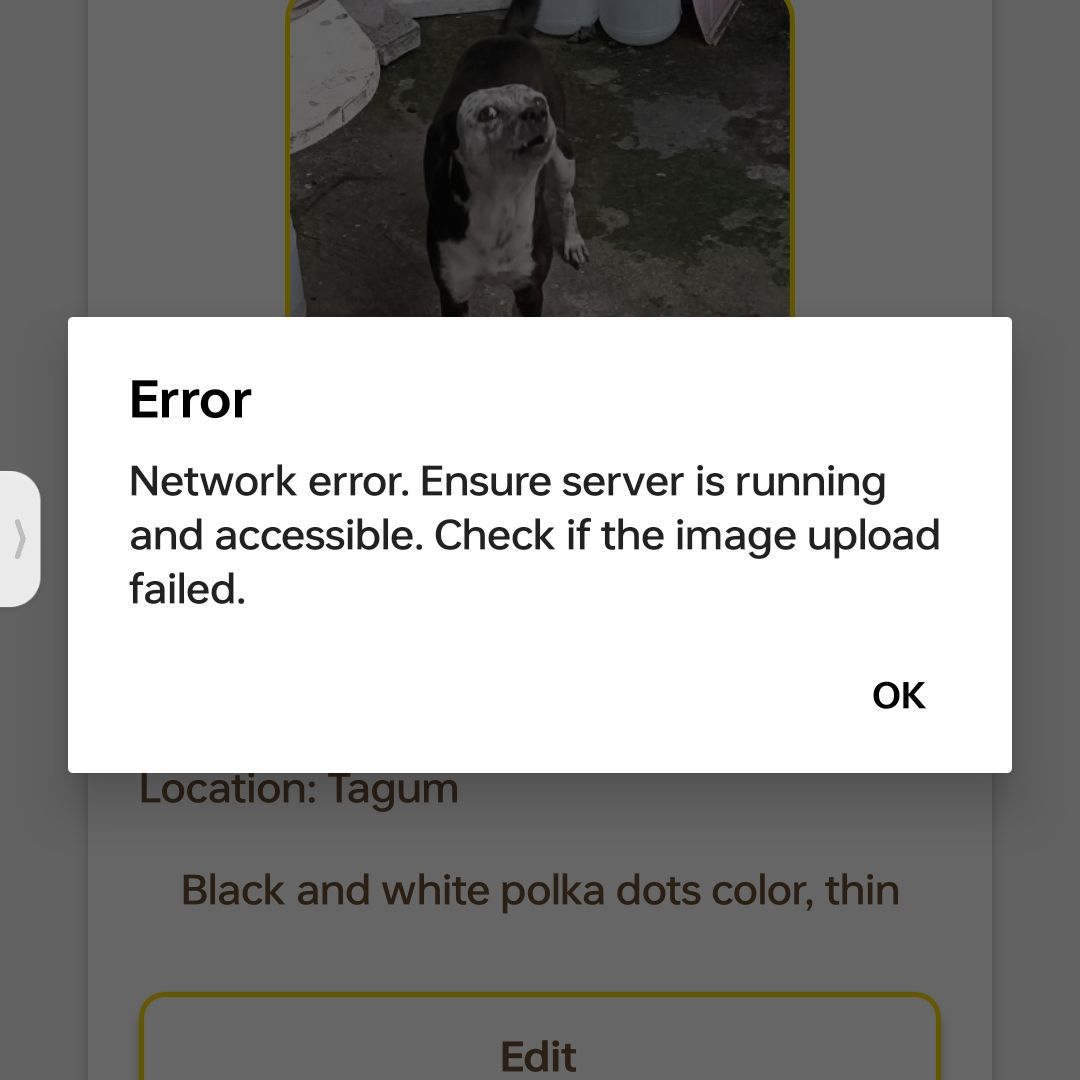 Error
Network error. Ensure server is running
and accessible. Check if the image upload
failed.
OK
Location: Tagum
Black and white polka dots color, thin
Edit